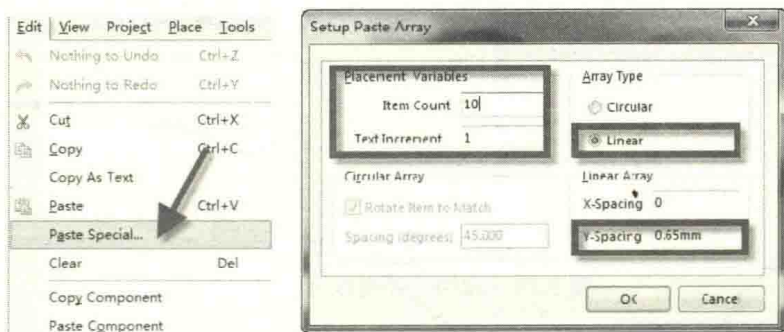 Edit View Project Place Tools
Nothing to Undo Ctrl+Z
Nothing to Redo Ctrl+Y
Cut Ctrl+X
Copy Ctrl+C
Copy As Text
Paste Ctrl+V
Paste Special...
Clear Del
Copy Component
Paste Component
Setup Paste Array
Placement Variables
Item Count 10
Text Increment 1
Array Type
Circular
Linear
Circular Array
Rotate Item to Match
Spacing (degrees) 45.000
Linear Array
X-Spacing 0
Y-Spacing 0.65mm
OK Cancel